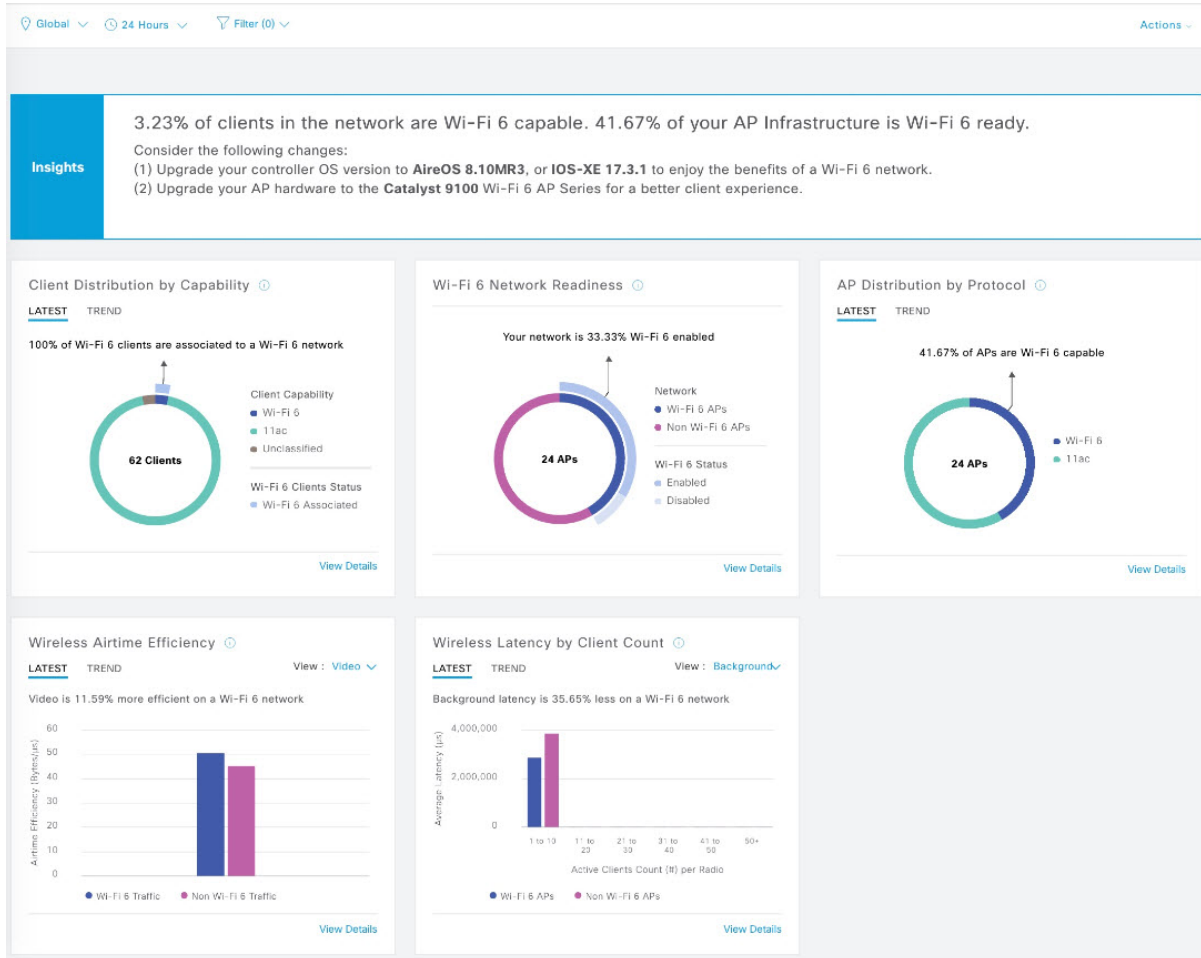 Global
24 Hours
Filter (0)
Actions
Insights
3.23% of clients in the network are Wi-Fi 6 capable. 41.67% of your AP Infrastructure is Wi-Fi 6 ready.
Consider the following changes:
(1) Upgrade your controller OS version to AireOS 8.10MR3, or IOS-XE 17.3.1 to enjoy the benefits of a Wi-Fi 6 network.
(2) Upgrade your AP hardware to the Catalyst 9100 Wi-Fi 6 AP Series for a better client experience.
Client Distribution by Capability
LATEST TREND
100% of Wi-Fi 6 clients are associated to a Wi-Fi 6 network
62 Clients
Client Capability
Wi-Fi 6
11ac
Unclassified
Wi-Fi 6 Clients Status
Wi-Fi 6 Associated
View Details
Wi-Fi 6 Network Readiness
Your network is 33.33% Wi-Fi 6 enabled
24 APs
Network
Wi-Fi 6 APs
Non Wi-Fi 6 APs
Wi-Fi 6 Status
Enabled
Disabled
View Details
AP Distribution by Protocol
LATEST TREND
41.67% of APs are Wi-Fi 6 capable
24 APs
Wi-Fi 6
11ac
View Details
Wireless Airtime Efficiency
LATEST TREND View : Video
Video is 11.59% more efficient on a Wi-Fi 6 network
Airtime Efficiency (Bytes/µs)
60
50
40
30
20
10
0
Wi-Fi 6 Traffic Non Wi-Fi 6 Traffic
View Details
Wireless Latency by Client Count
LATEST TREND View : Background
Background latency is 35.65% less on a Wi-Fi 6 network
Average Latency (µs)
4,000,000
2,000,000
0
1 to 10 11 to 20 21 to 30 31 to 40 41 to 50 50+
Active Clients Count (#) per Radio
Wi-Fi 6 APs Non Wi-Fi 6 APs
View Details